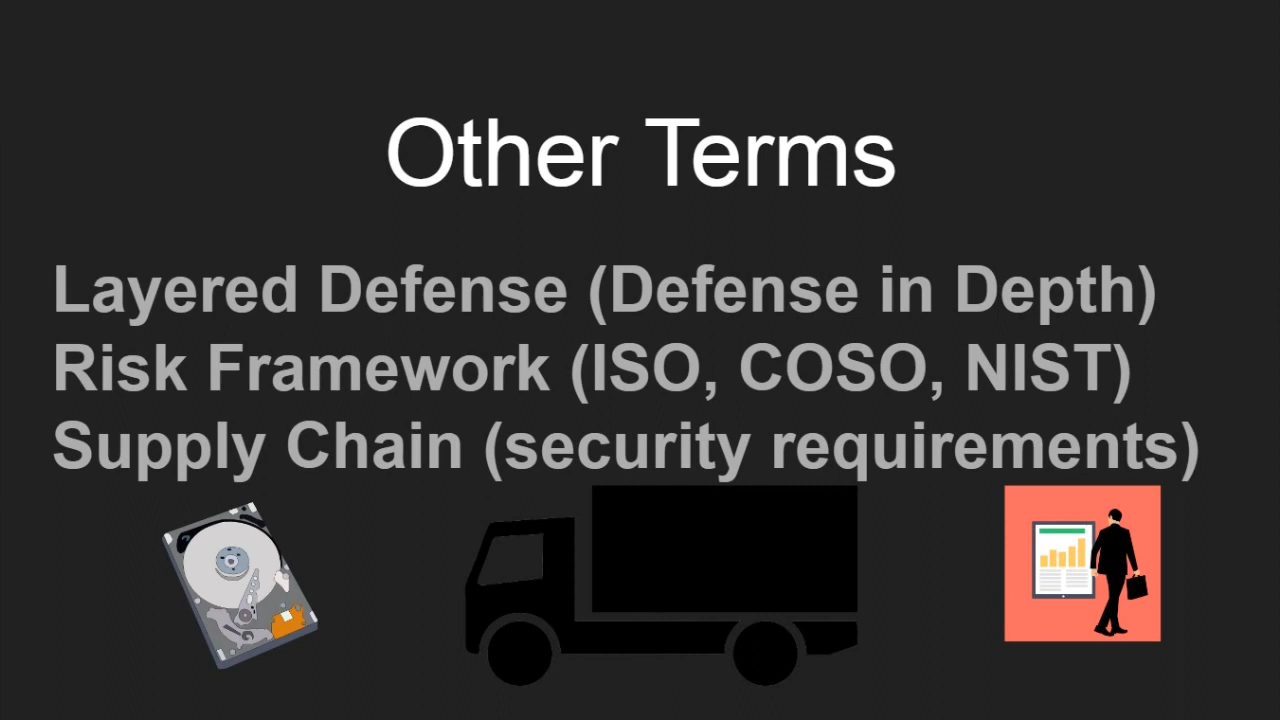 Other Terms
Layered Defense (Defense in Depth)
Risk Framework (ISO, COSO, NIST)
Supply Chain (security requirements)